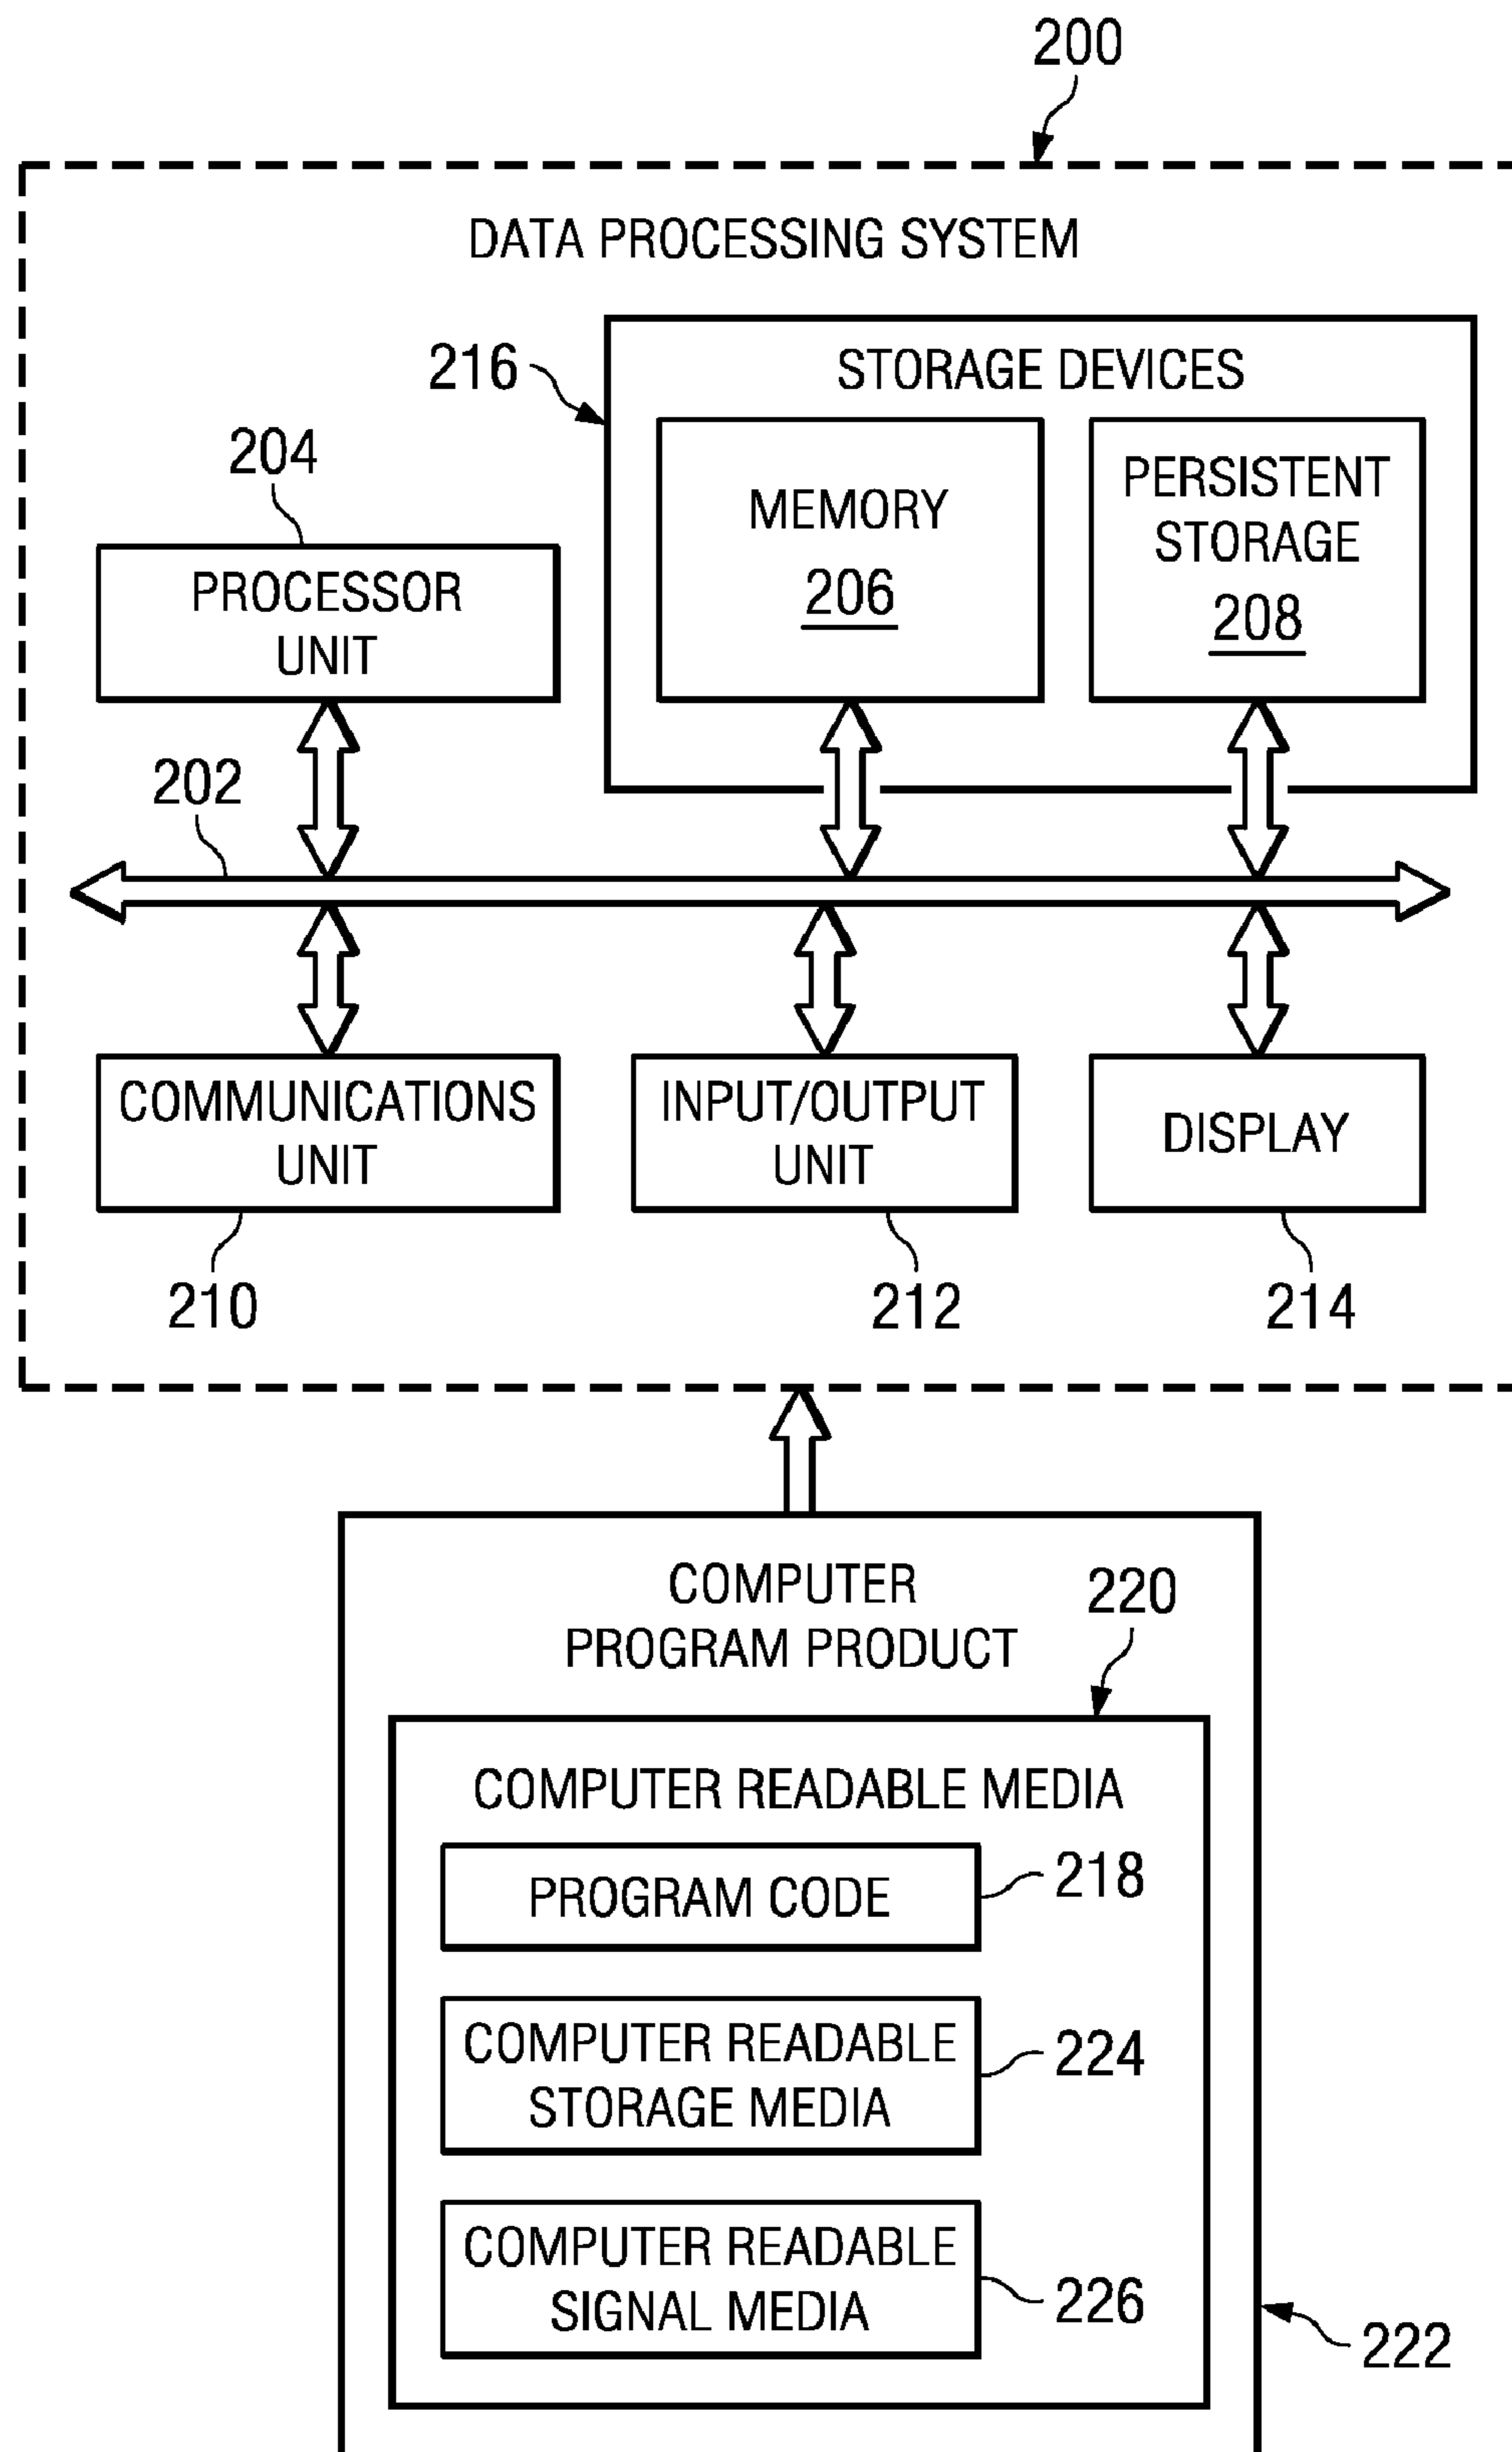 200
DATA PROCESSING SYSTEM
216
STORAGE DEVICES
204
MEMORY
206
PERSISTENT
STORAGE
208
PROCESSOR
UNIT
202
COMMUNICATIONS
UNIT
INPUT/OUTPUT
UNIT
DISPLAY
210
212
214
COMPUTER
PROGRAM PRODUCT
220
COMPUTER READABLE MEDIA
PROGRAM CODE
218
COMPUTER READABLE
STORAGE MEDIA
224
COMPUTER READABLE
SIGNAL MEDIA
226
222